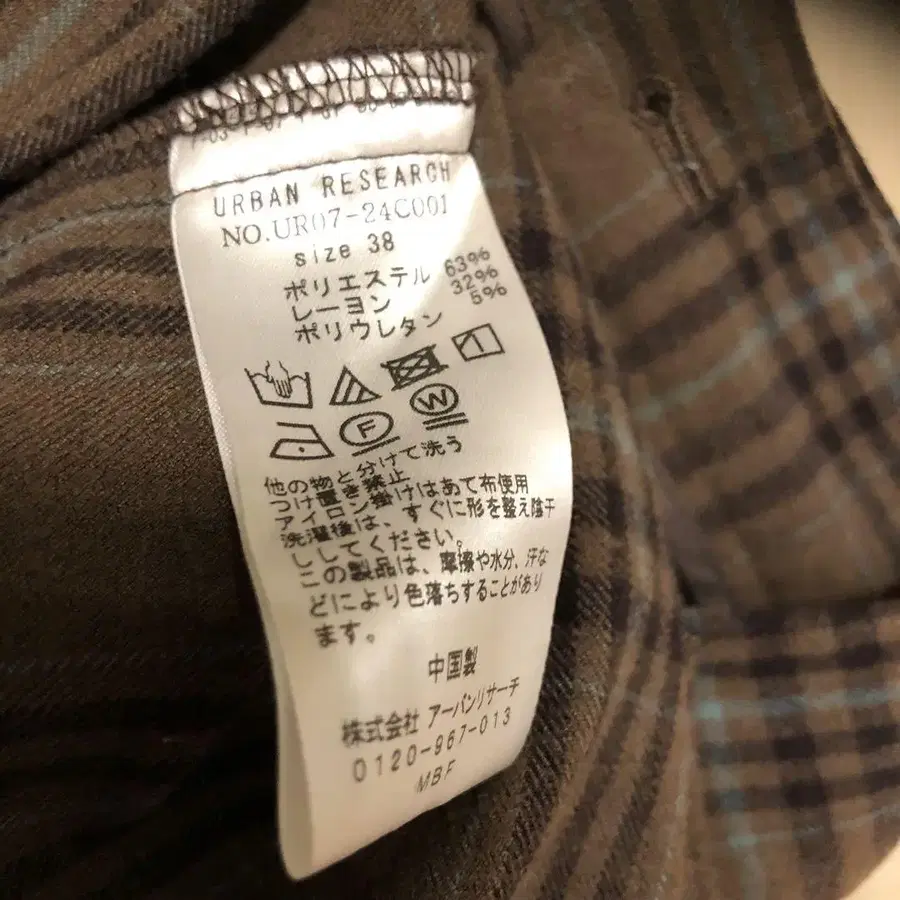 URBAN RESEARCH
NO.UR07-24C001
size 38
ポリエステル 63%
レーヨン 32%
ポリウレタン 5%
F
W
他の物と分けて洗う
つけ置き禁止
アイロン掛けはあて布使用
洗濯後は、すぐに形を整え陰干
ししてください。
この製品は、摩擦や水分、汗な
どにより色落ちすることがあり
ます。
中国製
株式会社 アーバンリサーチ
0120-967-013
MBF